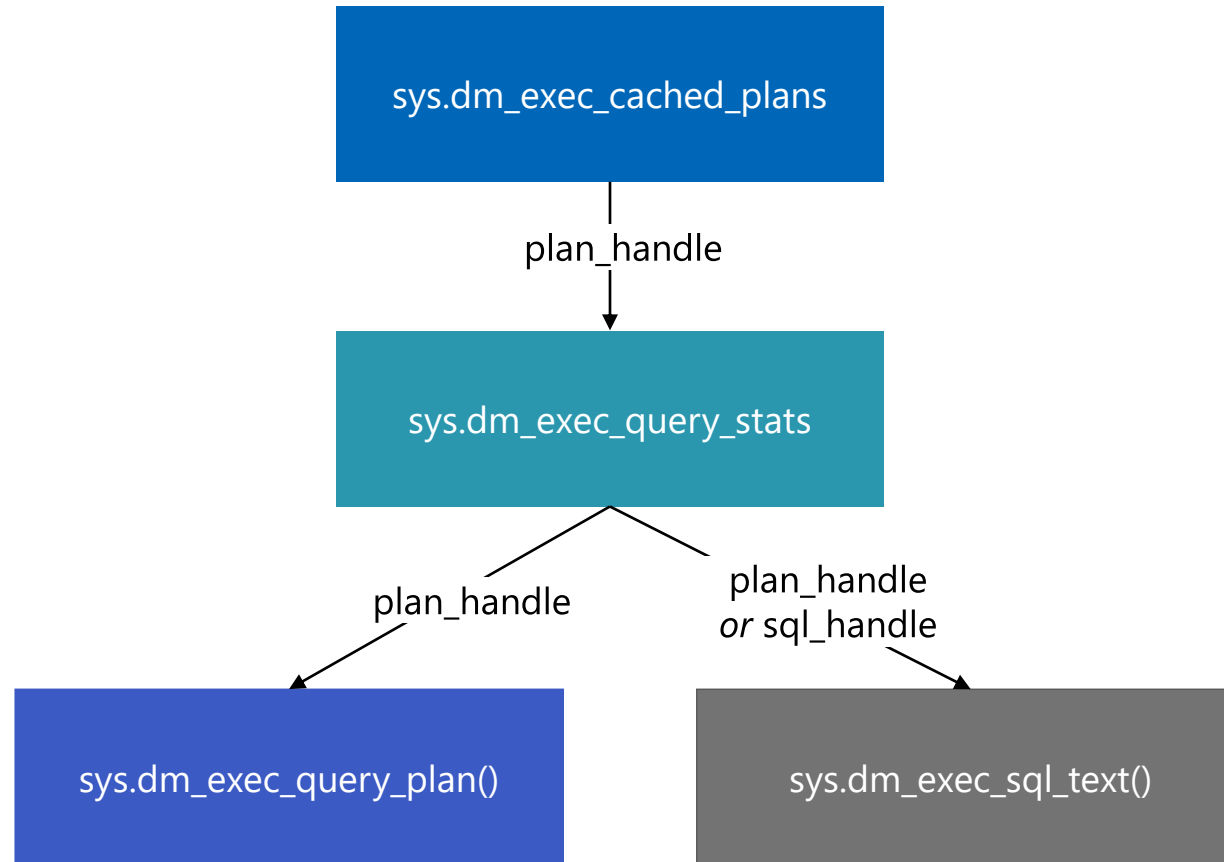 sys.dm_exec_cached_plans
plan_handle
sys.dm_exec_query_stats
plan_handle
plan_handle
or sql_handle
sys.dm_exec_query_plan()
sys.dm_exec_sql_text()